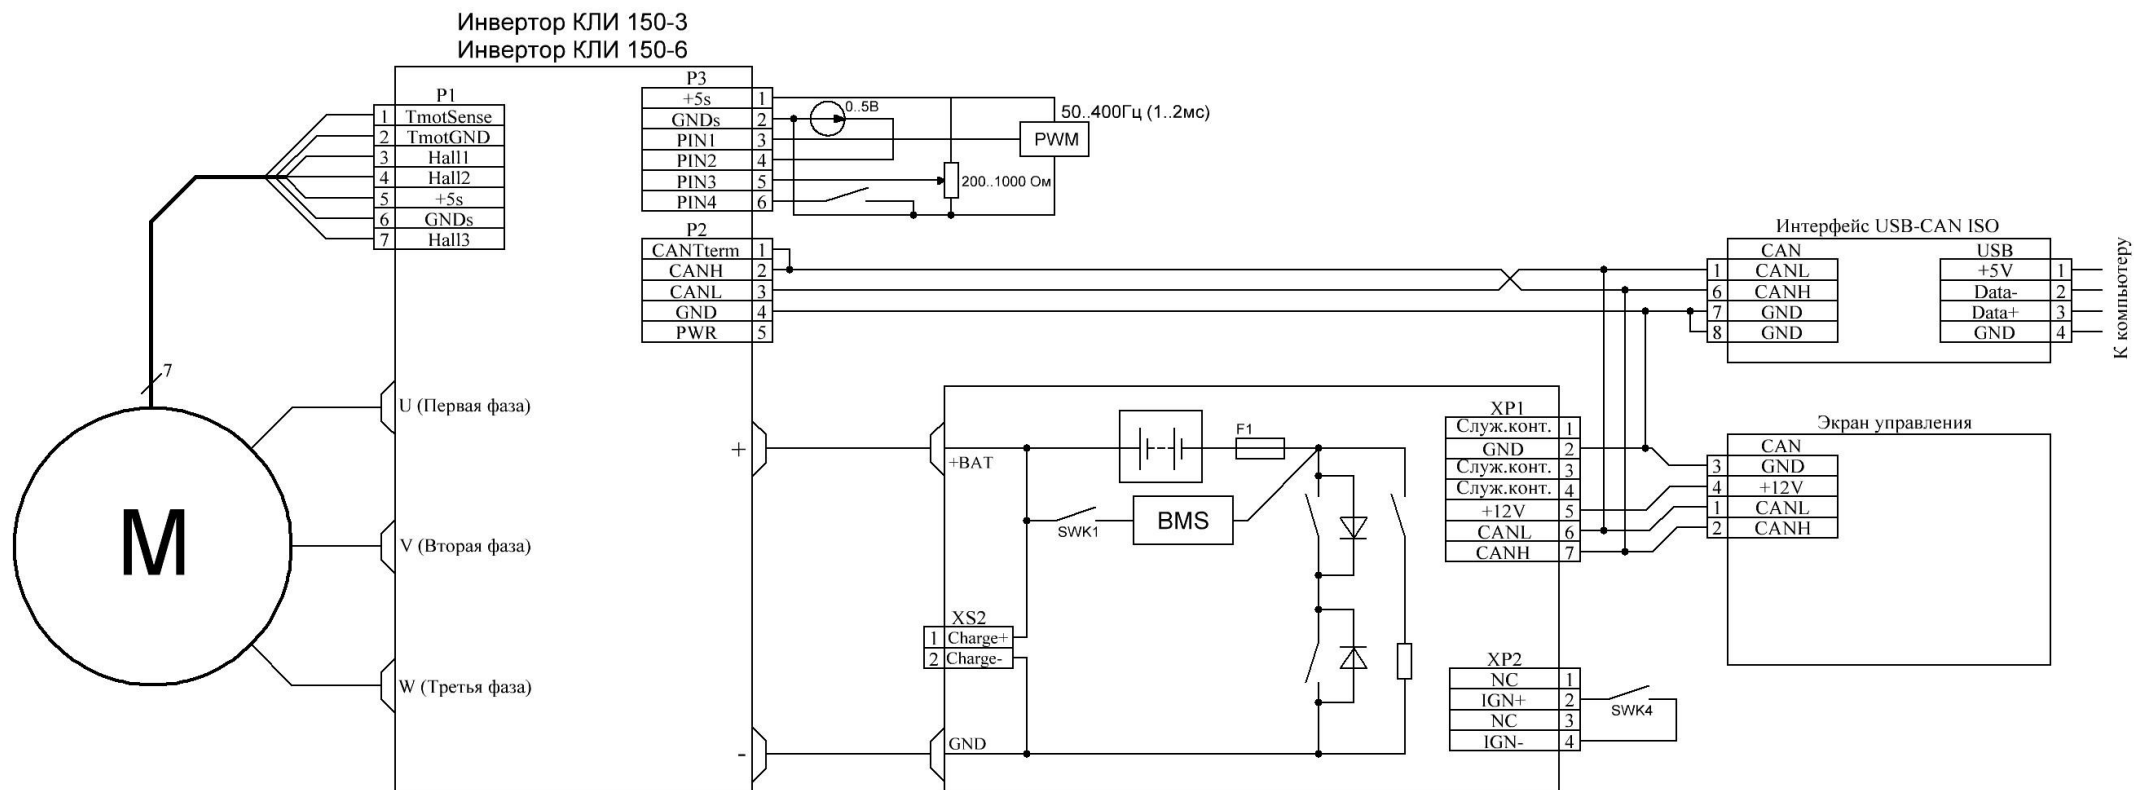 Инвертор КЛИ 150-3
Инвертор КЛИ 150-6
P1
1 TmotSense
2 TmotGND
3 Hall1
4 Hall2
5 +5s
6 GNDs
7 Hall3
P3
+5s 1
GNDs 2
PIN1 3
PIN2 4
PIN3 5
PIN4 6
0..5В
50..400Гц (1..2мс)
PWM
200..1000 Ом
P2
CANTterm 1
CANH 2
CANL 3
GND 4
PWR 5
Интерфейс USB-CAN ISO
CAN
1 CANL
6 CANH
7 GND
8 GND
USB
+5V 1
Data- 2
Data+ 3
GND 4
К компьютеру
7
M
U (Первая фаза)
V (Вторая фаза)
W (Третья фаза)
+
-
+BAT
F1
SWK1
BMS
XS2
1 Charge+
2 Charge-
GND
XP1
Служ.конт. 1
GND 2
Служ.конт. 3
Служ.конт. 4
+12V 5
CANL 6
CANH 7
Экран управления
CAN
3 GND
4 +12V
1 CANL
2 CANH
XP2
NC 1
IGN+ 2
NC 3
IGN- 4
SWK4